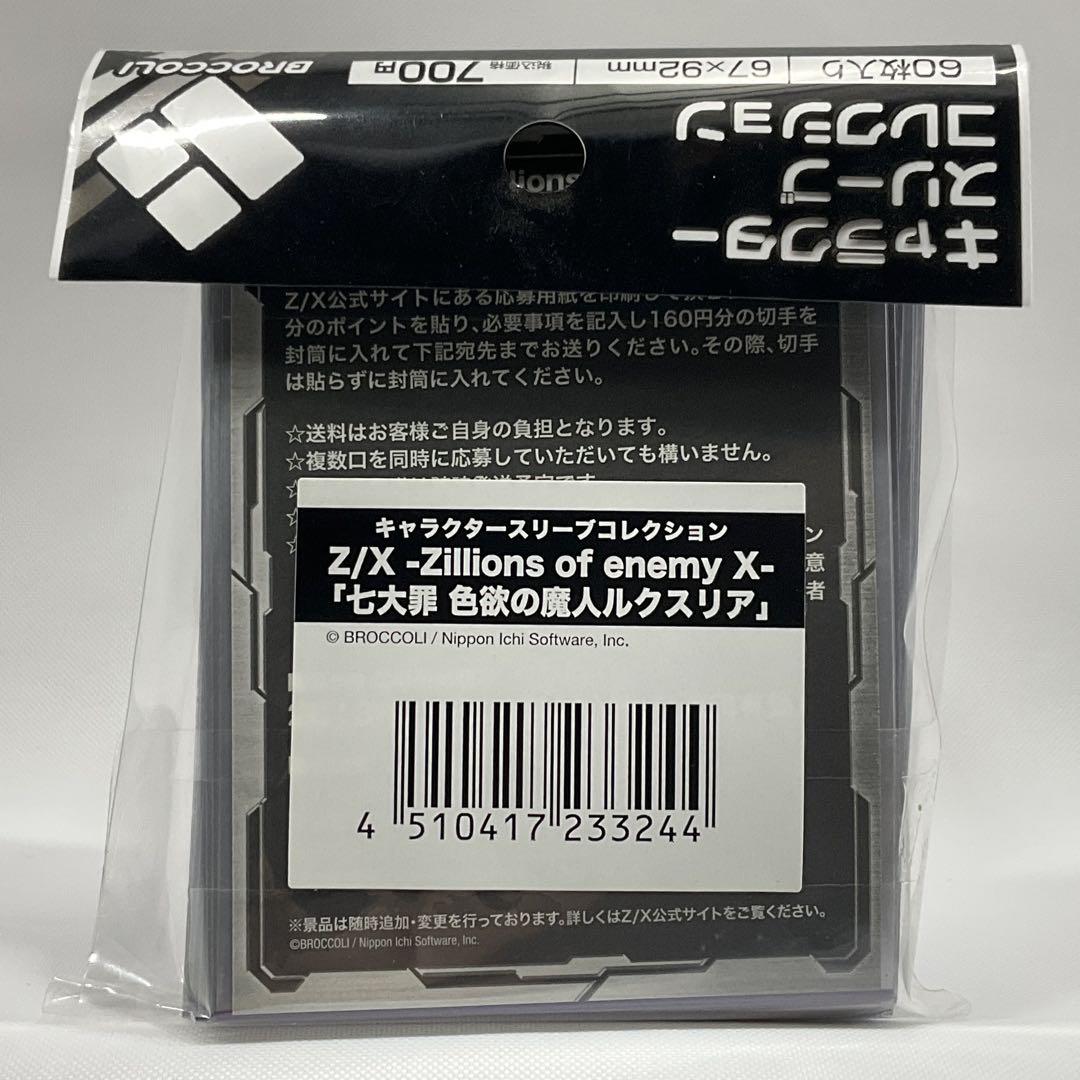 BROCCOLI
税込価格 700円
67×92mm
60枚入り
キャラクター
スリーブ
コレクション
lions
Z/X公式サイトにある応募用紙を印刷して
分のポイントを貼り、必要事項を記入し160円分の切手を
封筒に入れて下記宛先までお送りください。その際、切手
は貼らずに封筒に入れてください。
☆送料はお客様ご自身の負担となります。
☆複数口を同時に応募していただいても構いません。
☆
ン
意
者
キャラクタースリーブコレクション
Z/X -Zillions of enemy X-
「七大罪 色欲の魔人ルクスリア」
© BROCCOLI / Nippon Ichi Software, Inc.
4 510417 233244
※景品は随時追加・変更を行っております。詳しくはZ/X公式サイトをご覧ください。
©BROCCOLI / Nippon Ichi Software, Inc.